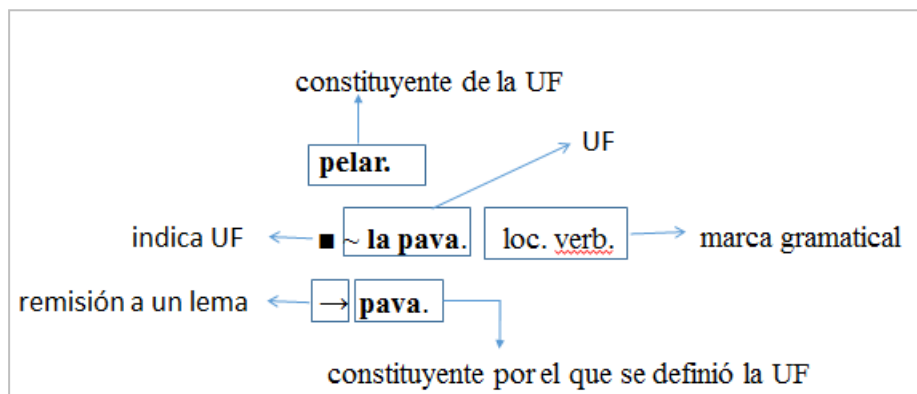 constituyente de la UF
UF
pelar.
indica UF ■ ~ la pava. loc. verb. marca gramatical
remisión a un lema → pava.
constituyente por el que se definió la UF